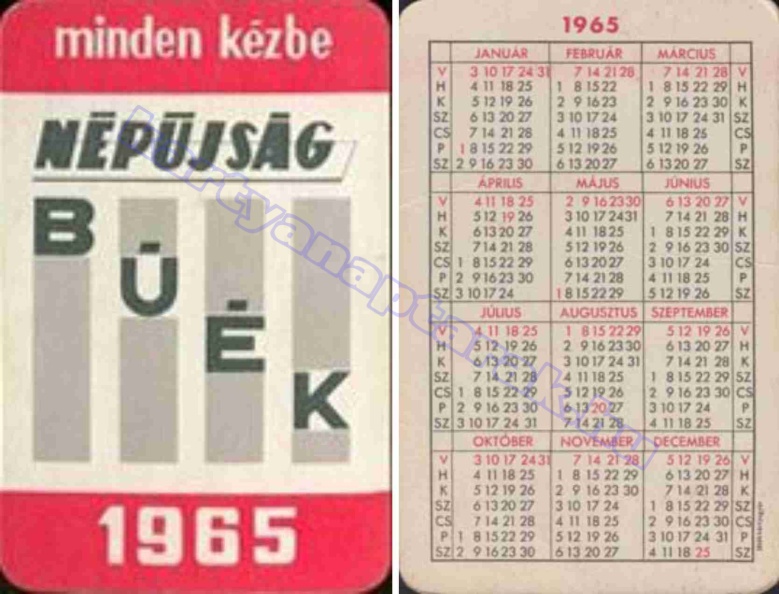 minden kézbe
NÉPÚJSÁG
B
Ú
É
K
1965
1965
JANUÁR FEBRUÁR MÁRCIUS
V 3 10 17 24 31 7 14 21 28 7 14 21 28 V
H 4 11 18 25 1 8 15 22 1 8 15 22 29 H
K 5 12 19 26 2 9 16 23 2 9 16 23 30 K
SZ 6 13 20 27 3 10 17 24 3 10 17 24 31 SZ
CS 7 14 21 28 4 11 18 25 4 11 18 25 CS
P 1 8 15 22 29 5 12 19 26 5 12 19 26 P
SZ 2 9 16 23 30 6 13 20 27 6 13 20 27 SZ
ÁPRILIS MÁJUS JÚNIUS
V 4 11 18 25 2 9 16 23 30 6 13 20 27 V
H 5 12 19 26 3 10 17 24 31 7 14 21 28 H
K 6 13 20 27 4 11 18 25 1 8 15 22 29 K
SZ 7 14 21 28 5 12 19 26 2 9 16 23 30 SZ
CS 1 8 15 22 29 6 13 20 27 3 10 17 24 CS
P 2 9 16 23 30 7 14 21 28 4 11 18 25 P
SZ 3 10 17 24 1 8 15 22 29 5 12 19 26 SZ
JÚLIUS AUGUSZTUS SZEPTEMBER
V 4 11 18 25 1 8 15 22 29 5 12 19 26 V
H 5 12 19 26 2 9 16 23 30 6 13 20 27 H
K 6 13 20 27 3 10 17 24 31 7 14 21 28 K
SZ 7 14 21 28 4 11 18 25 1 8 15 22 29 SZ
CS 1 8 15 22 29 5 12 19 26 2 9 16 23 30 CS
P 2 9 16 23 30 6 13 20 27 3 10 17 24 P
SZ 3 10 17 24 31 7 14 21 28 4 11 18 25 SZ
OKTÓBER NOVEMBER DECEMBER
V 3 10 17 24 31 7 14 21 28 5 12 19 26 V
H 4 11 18 25 1 8 15 22 29 6 13 20 27 H
K 5 12 19 26 2 9 16 23 30 7 14 21 28 K
SZ 6 13 20 27 3 10 17 24 1 8 15 22 29 SZ
CS 7 14 21 28 4 11 18 25 2 9 16 23 30 CS
P 1 8 15 22 29 5 12 19 26 3 10 17 24 31 P
SZ 2 9 16 23 30 6 13 20 27 4 11 18 25 SZ